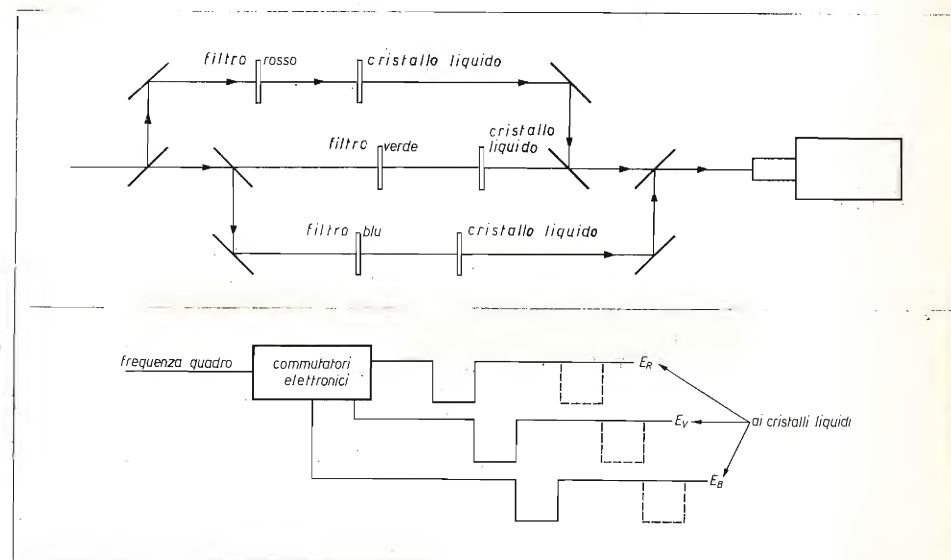 filtro rosso
cristallo liquido
filtro verde
cristallo
liquido
filtro blu
cristallo liquido
frequenza quadro
commutatori
elettronici
E_R
E_V
ai cristalli liquidi
E_B